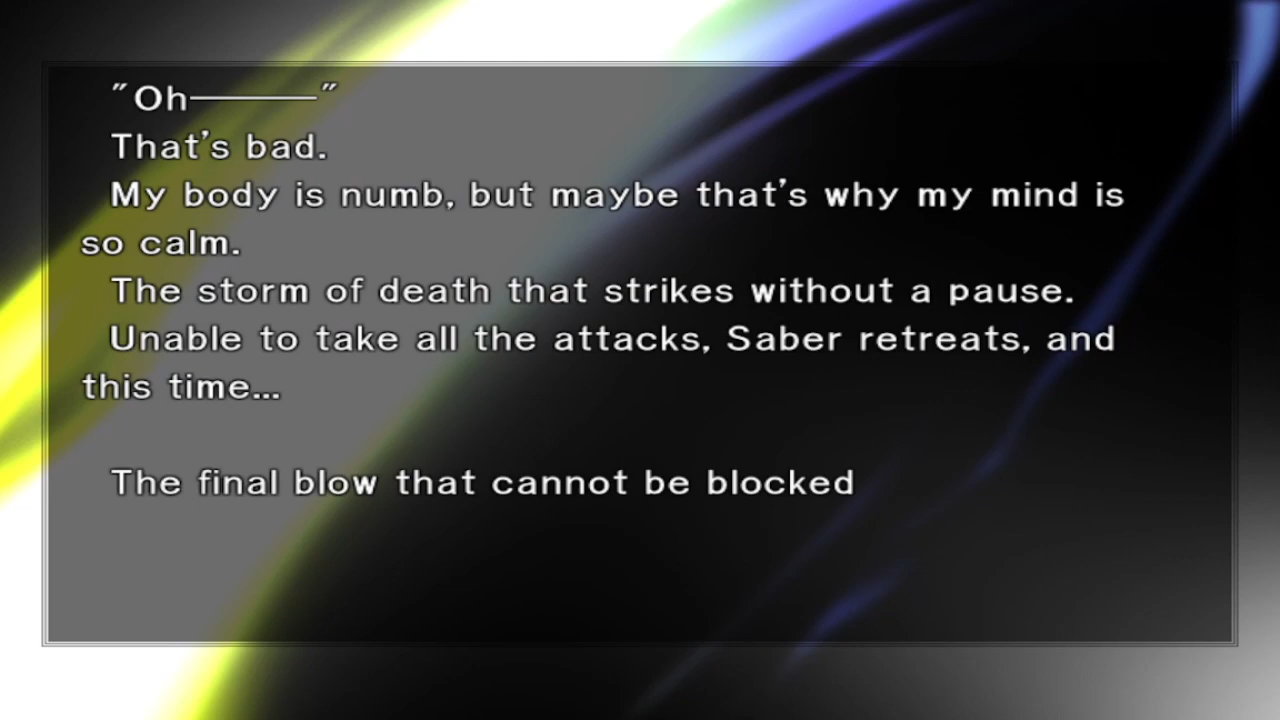 "Oh————"
That's bad.
My body is numb, but maybe that's why my mind is
so calm.
The storm of death that strikes without a pause.
Unable to take all the attacks, Saber retreats, and
this time...
The final blow that cannot be blocked